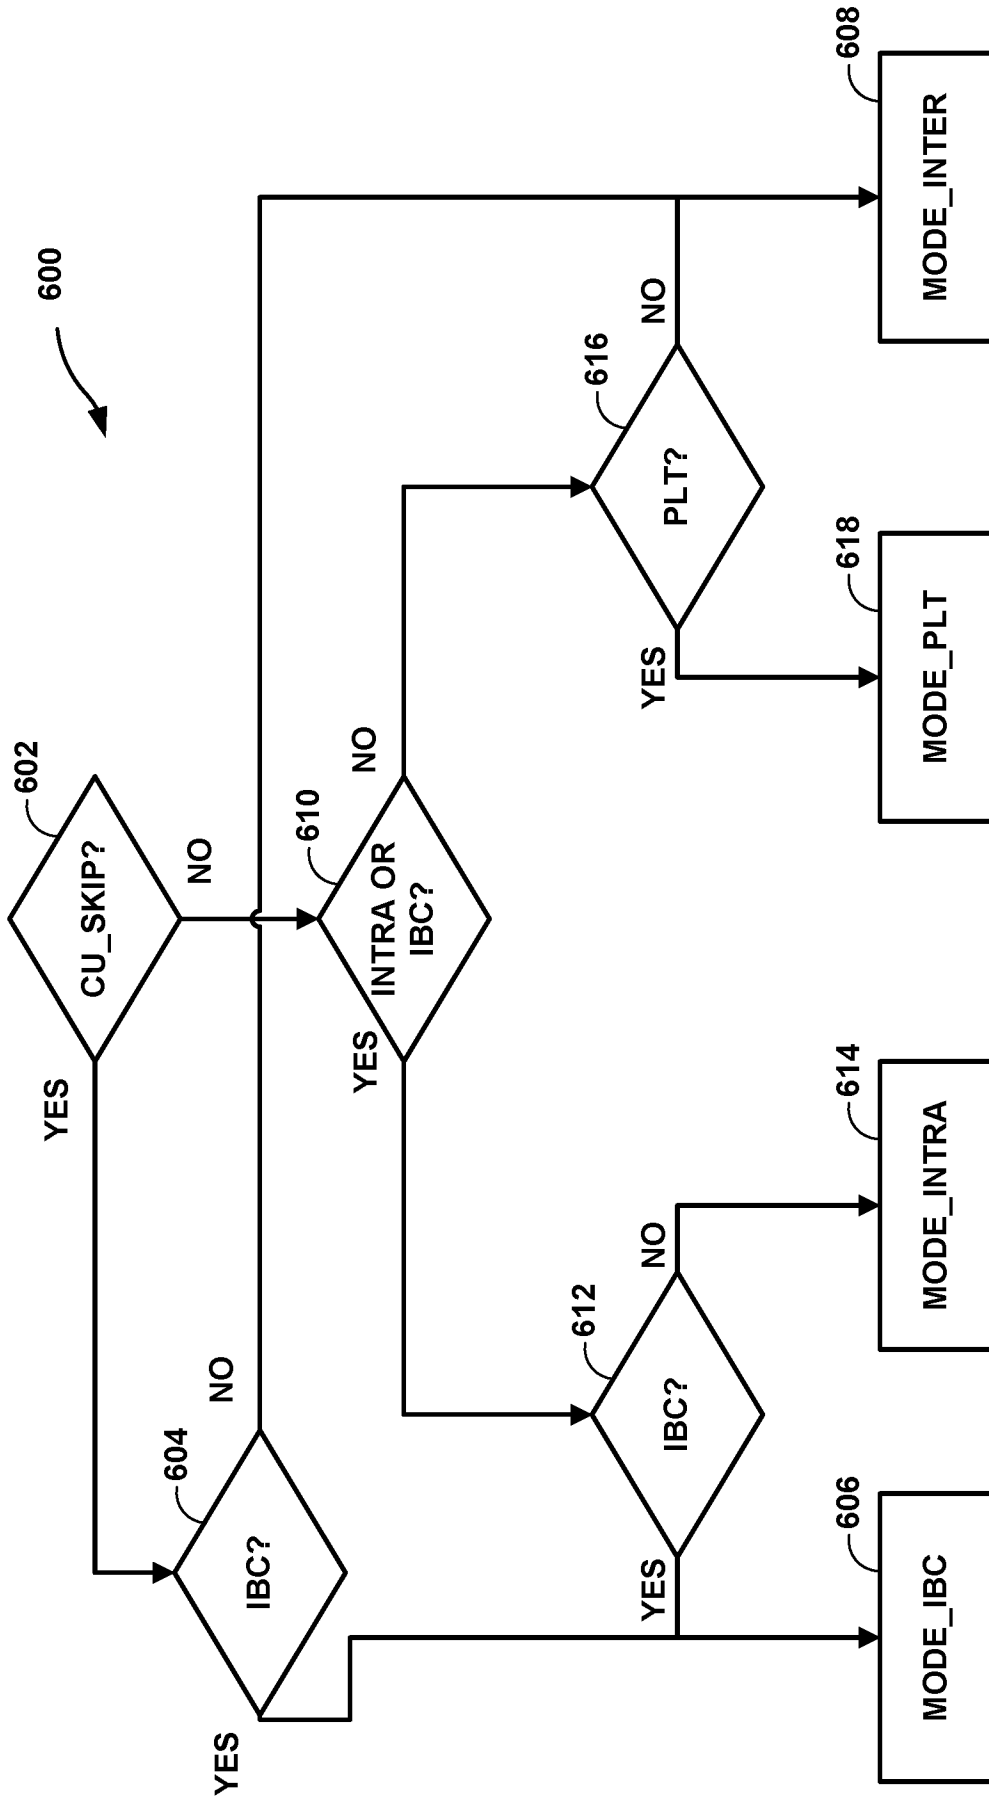 600
602
CU_SKIP?
YES
NO
604
IBC?
YES
NO
610
INTRA OR
IBC?
YES
NO
612
IBC?
YES
NO
616
PLT?
YES
NO
606
MODE_IBC
614
MODE_INTRA
618
MODE_PLT
608
MODE_INTER